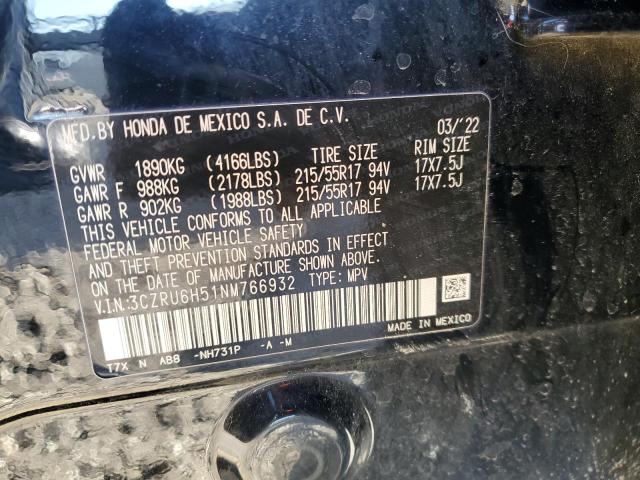 MFD.BY HONDA DE MEXICO S.A. DE C.V. 03/'22
TIRE SIZE RIM SIZE
GVWR 1890KG (4166LBS)
GAWR F 988KG (2178LBS) 215/55R17 94V 17X7.5J
GAWR R 902KG (1988LBS) 215/55R17 94V 17X7.5J
THIS VEHICLE CONFORMS TO ALL APPLICABLE
FEDERAL MOTOR VEHICLE SAFETY
AND THEFT PREVENTION STANDARDS IN EFFECT
ON THE DATE OF MANUFACTURE SHOWN ABOVE.
V.I.N:3CZRU6H51NM766932 TYPE: MPV
T7X N AB8 -NH731P -A -M
MADE IN MEXICO